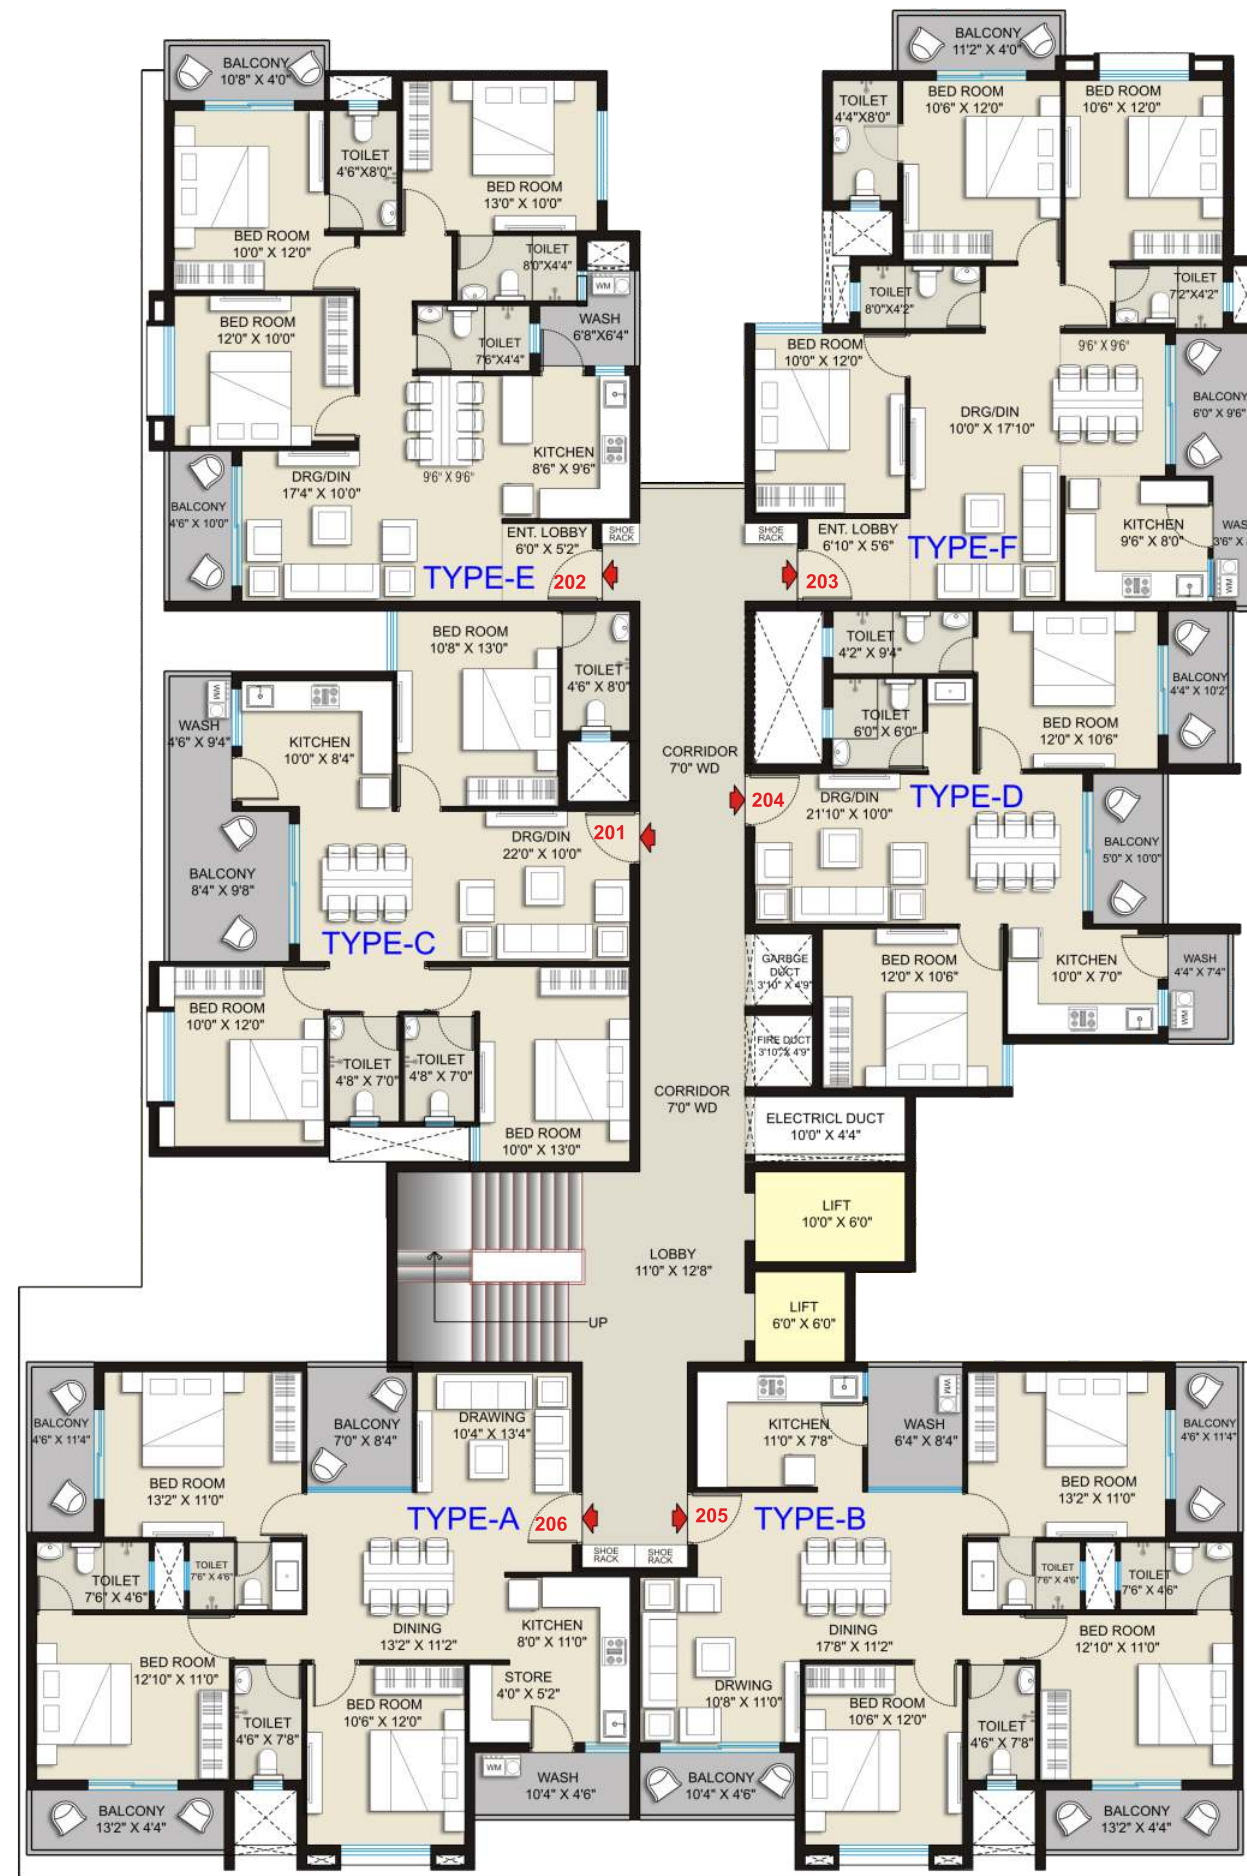 BALCONY
10'8" X 4'0"
TOILET
4'6"X8'0"
BED ROOM
13'0" X 10'0"
BED ROOM
10'0" X 12'0"
TOILET
8'0"X4'4"
WM
WASH
6'8"X6'4"
BED ROOM
12'0" X 10'0"
TOILET
7'6"X4'4"
KITCHEN
8'6" X 9'6"
9'6" X 9'6"
DRG/DIN
17'4" X 10'0"
BALCONY
4'6" X 10'0"
ENT. LOBBY
6'0" X 5'2"
SHOE
RACK
TYPE-E
202
BALCONY
11'2" X 4'0"
TOILET
4'4"X8'0"
BED ROOM
10'6" X 12'0"
BED ROOM
10'6" X 12'0"
TOILET
8'0"X4'2"
TOILET
7'2"X4'2"
BED ROOM
10'0" X 12'0"
9'6" X 9'6"
BALCONY
6'0" X 9'6"
DRG/DIN
10'0" X 17'10"
KITCHEN
9'6" X 8'0"
WM
SHOE
RACK
ENT. LOBBY
6'10" X 5'6"
TYPE-F
203
BED ROOM
10'8" X 13'0"
TOILET
4'6" X 8'0"
WM
WASH
4'6" X 9'4"
KITCHEN
10'0" X 8'4"
DRG/DIN
22'0" X 10'0"
201
BALCONY
8'4" X 9'8"
TYPE-C
BED ROOM
10'0" X 12'0"
TOILET
4'8" X 7'0"
TOILET
4'8" X 7'0"
BED ROOM
10'0" X 13'0"
CORRIDOR
7'0" WD
TOILET
4'2" X 9'4"
TOILET
6'0" X 6'0"
BED ROOM
12'0" X 10'6"
BALCONY
4'4" X 10'2"
204
DRG/DIN
21'10" X 10'0"
TYPE-D
BALCONY
5'0" X 10'0"
GARBGE
DUCT
3'10" X 4'9"
BED ROOM
12'0" X 10'6"
KITCHEN
10'0" X 7'0"
WASH
4'4" X 7'4"
WM
FIRE DUCT
3'10" X 4'9"
CORRIDOR
7'0" WD
ELECTRICL DUCT
10'0" X 4'4"
LIFT
10'0" X 6'0"
LOBBY
11'0" X 12'8"
LIFT
6'0" X 6'0"
UP
BALCONY
4'6" X 11'4"
BED ROOM
13'2" X 11'0"
BALCONY
7'0" X 8'4"
DRAWING
10'4" X 13'4"
TYPE-A
206
TOILET
7'6" X 4'6"
TOILET
7'6" X 4'6"
DINING
13'2" X 11'2"
KITCHEN
8'0" X 11'0"
BED ROOM
12'10" X 11'0"
STORE
4'0" X 5'2"
BED ROOM
10'6" X 12'0"
TOILET
4'6" X 7'8"
WM
WASH
10'4" X 4'6"
BALCONY
13'2" X 4'4"
SHOE
RACK
SHOE
RACK
KITCHEN
11'0" X 7'8"
WM
WASH
6'4" X 8'4"
BED ROOM
13'2" X 11'0"
BALCONY
4'6" X 11'4"
205
TYPE-B
TOILET
7'6" X 4'6"
TOILET
7'6" X 4'6"
DINING
17'8" X 11'2"
BED ROOM
12'10" X 11'0"
DRWING
10'8" X 11'0"
BED ROOM
10'6" X 12'0"
TOILET
4'6" X 7'8"
BALCONY
10'4" X 4'6"
BALCONY
13'2" X 4'4"